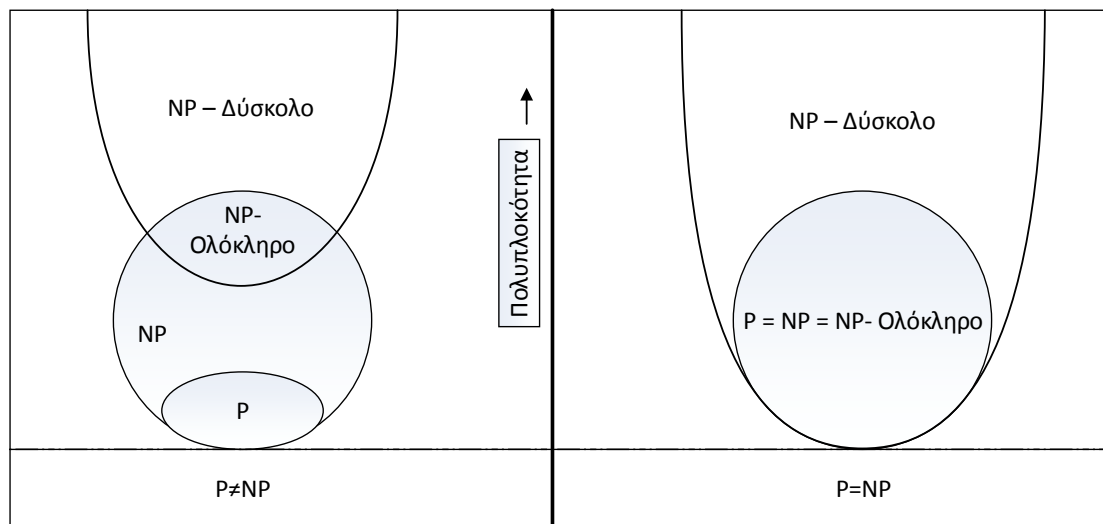 NP – Δύσκολο
NP-
Ολόκληρο
NP
P
P≠NP
Πολυπλοκότητα
NP – Δύσκολο
P = NP = NP- Ολόκληρο
P=NP